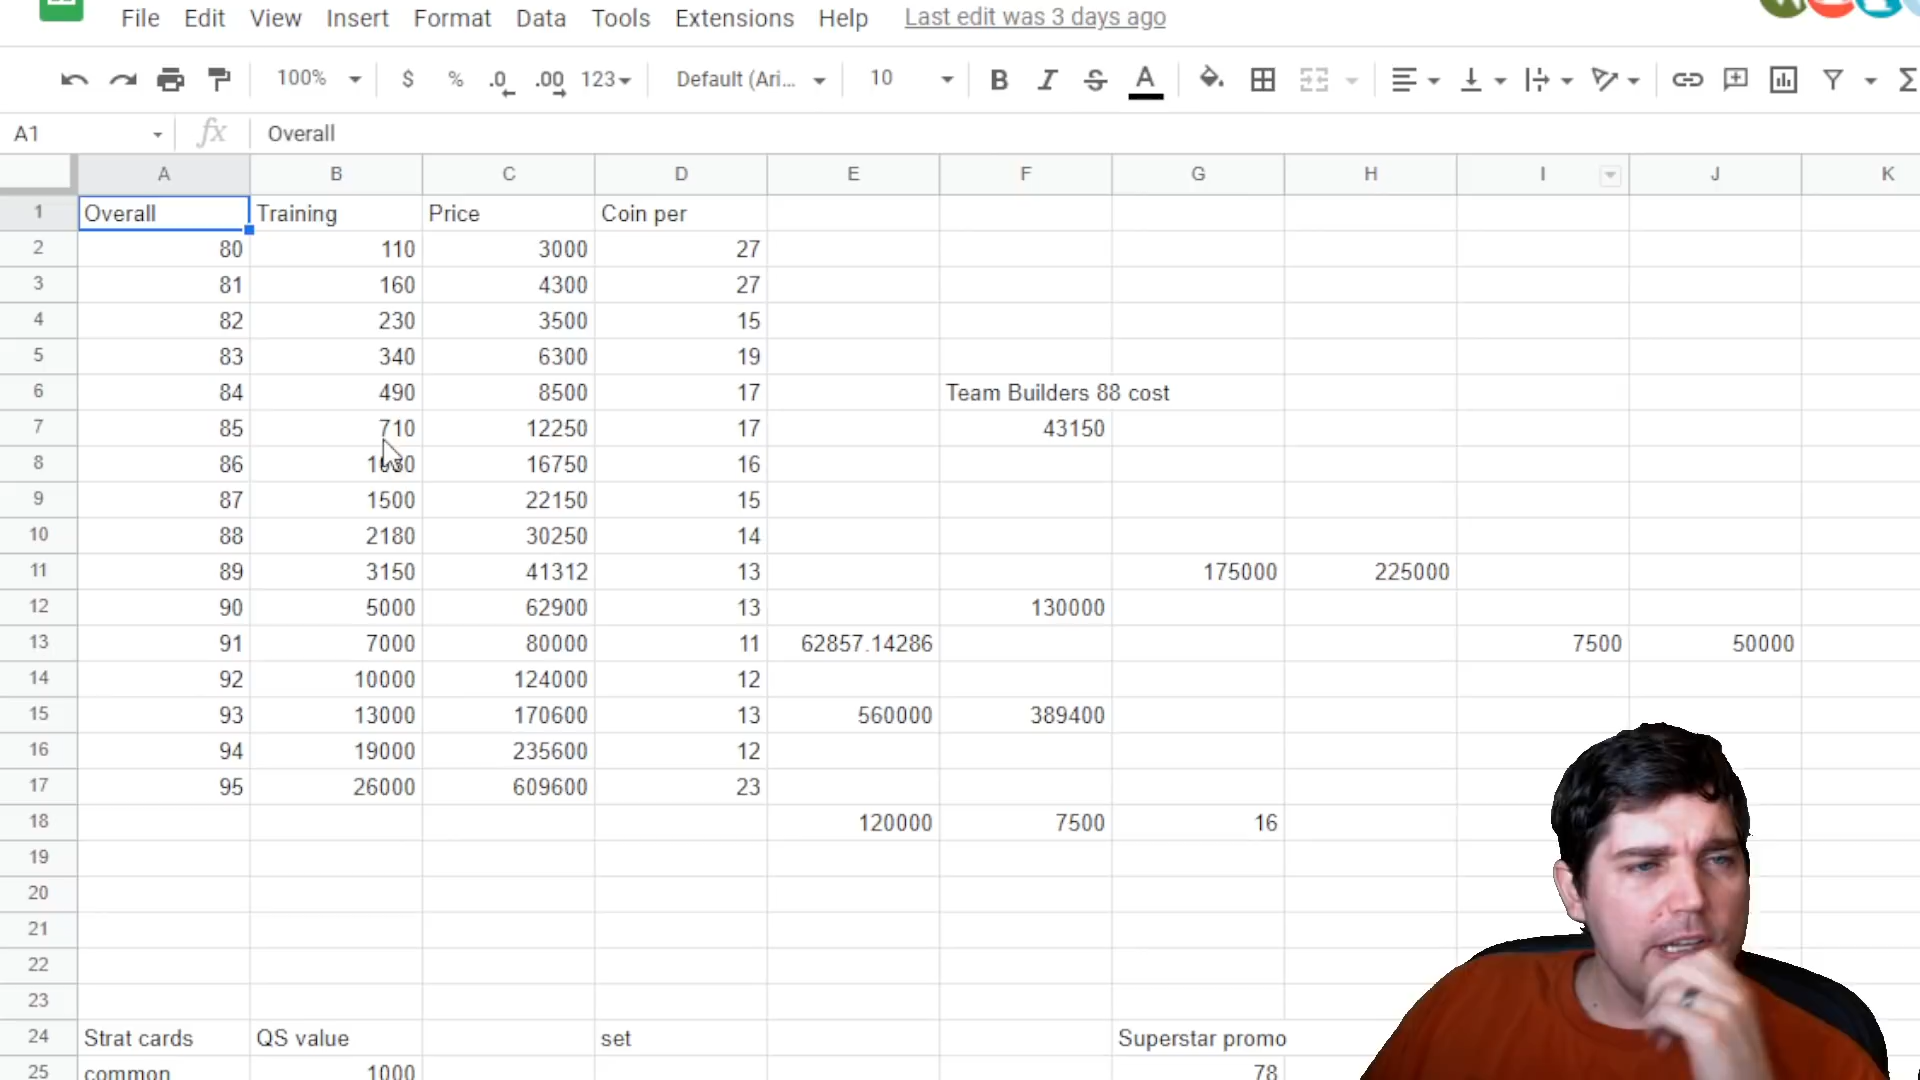 File Edit View Insert Format Data Tools Extensions Help Last edit was 3 days ago
100% $ % .0 .00 123 Default (Ari... 10 B I S A
A1 fx Overall
A B C D E F G H I J K
1 Overall Training Price Coin per
2 80 110 3000 27
3 81 160 4300 27
4 82 230 3500 15
5 83 340 6300 19
6 84 490 8500 17 Team Builders 88 cost
7 85 710 12250 17 43150
8 86 16750 16
9 87 1500 22150 15
10 88 2180 30250 14
11 89 3150 41312 13 175000 225000
12 90 5000 62900 13 130000
13 91 7000 80000 11 62857.14286 7500 50000
14 92 10000 124000 12
15 93 13000 170600 13 560000 389400
16 94 19000 235600 12
17 95 26000 609600 23
18 120000 7500 16
19
20
21
22
23
24 Strat cards QS value set Superstar promo
25 common 1000 78